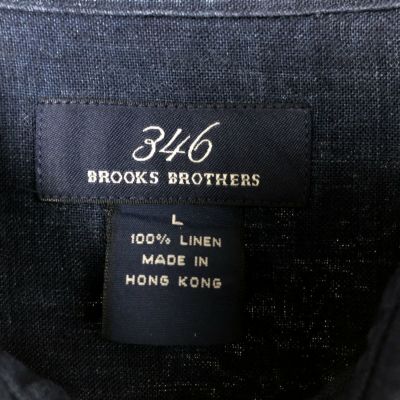 346
BROOKS BROTHERS
L
100% LINEN
MADE IN
HONG KONG